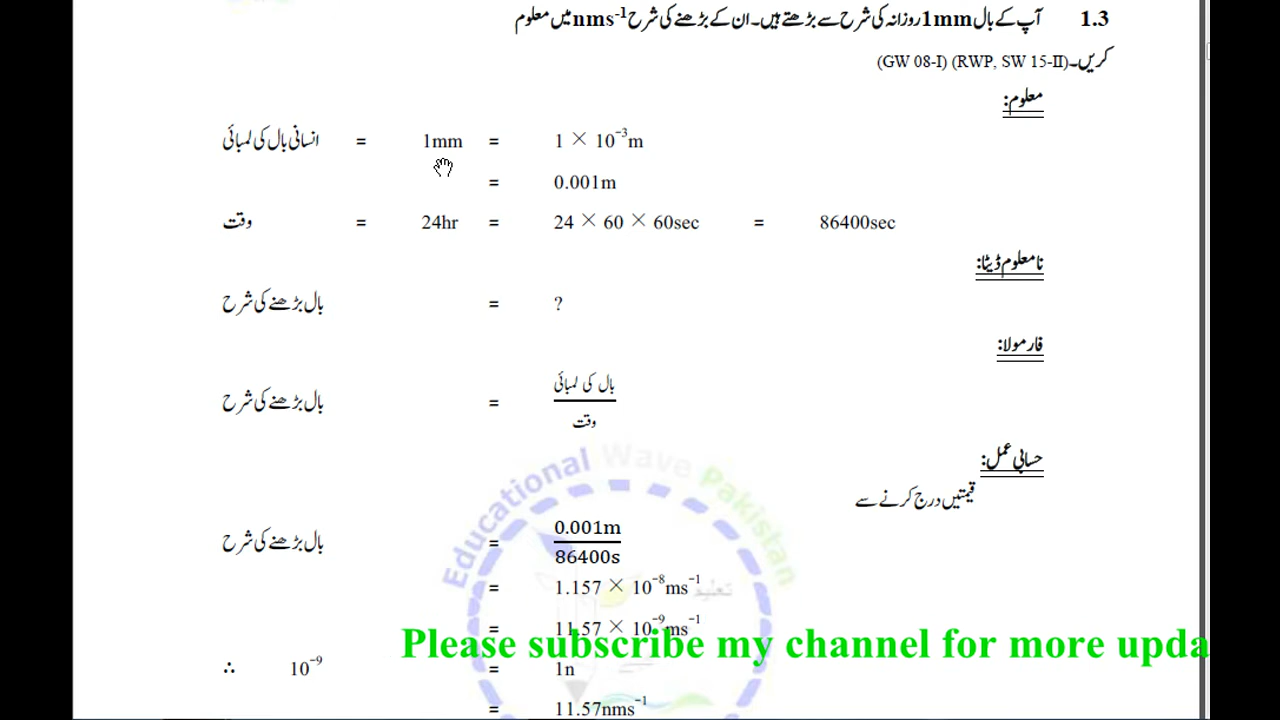 1.3 آپ کے بال 1mm روزانہ کی شرح سے بڑھتے ہیں۔ ان کے بڑھنے کی شرح nms⁻¹ میں معلوم
کریں۔ (GW 08-I) (RWP, SW 15-II)
معلوم:
انسانی بال کی لمبائی = 1mm = 1 × 10⁻³m
= 0.001m
وقت = 24hr = 24 × 60 × 60sec = 86400sec
نامعلوم ڈیٹا:
بال بڑھنے کی شرح = ?
فارمولا:
بال بڑھنے کی شرح = بال کی لمبائی
وقت
حسابی عمل:
قیمتیں درج کرنے سے
بال بڑھنے کی شرح = 0.001m
86400s
= 1.157 × 10⁻⁸ms⁻¹
= 11.57 × 10⁻⁹ms⁻¹
∴ 10⁻⁹ = 1n
= 11.57nms⁻¹
Educational Wave Pakistan
Please subscribe my channel for more upda